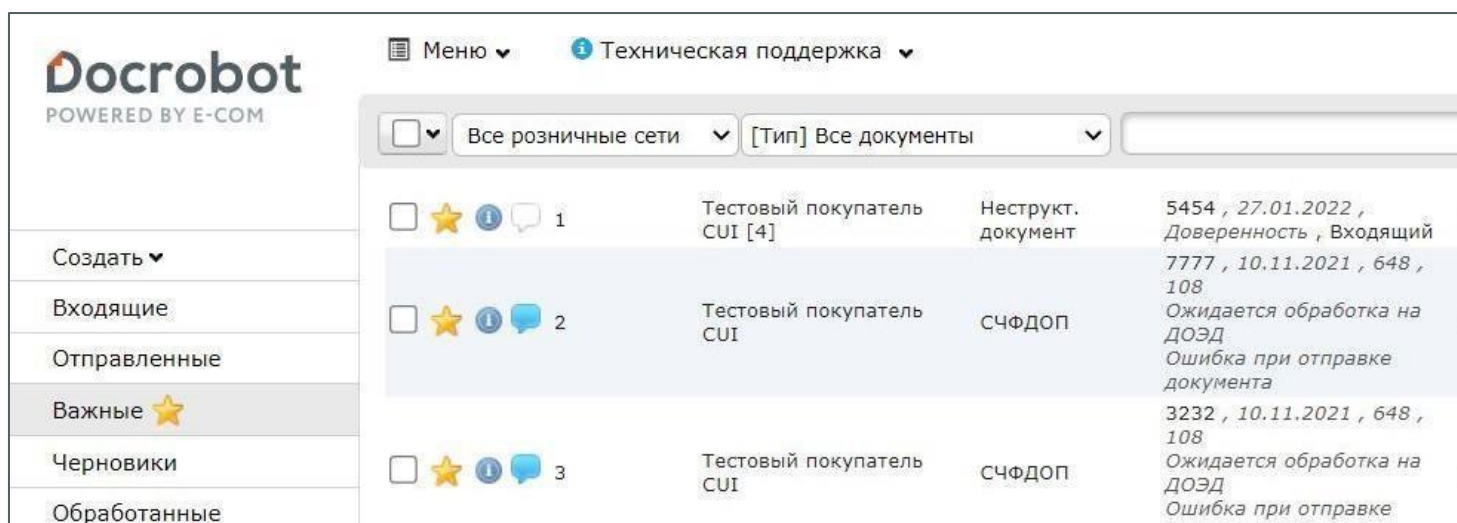 Docrobot
POWERED BY E-COM
Меню
Техническая поддержка
Все розничные сети
[Тип] Все документы
Создать
Входящие
Отправленные
Важные
Черновики
Обработанные
1
Тестовый покупатель
CUI [4]
Неструкт.
документ
5454 , 27.01.2022 ,
Доверенность , Входящий
2
Тестовый покупатель
CUI
СЧФДОП
7777 , 10.11.2021 , 648 ,
108
Ожидается обработка на
ДОЭД
Ошибка при отправке
документа
3
Тестовый покупатель
CUI
СЧФДОП
3232 , 10.11.2021 , 648 ,
108
Ожидается обработка на
ДОЭД
Ошибка при отправке